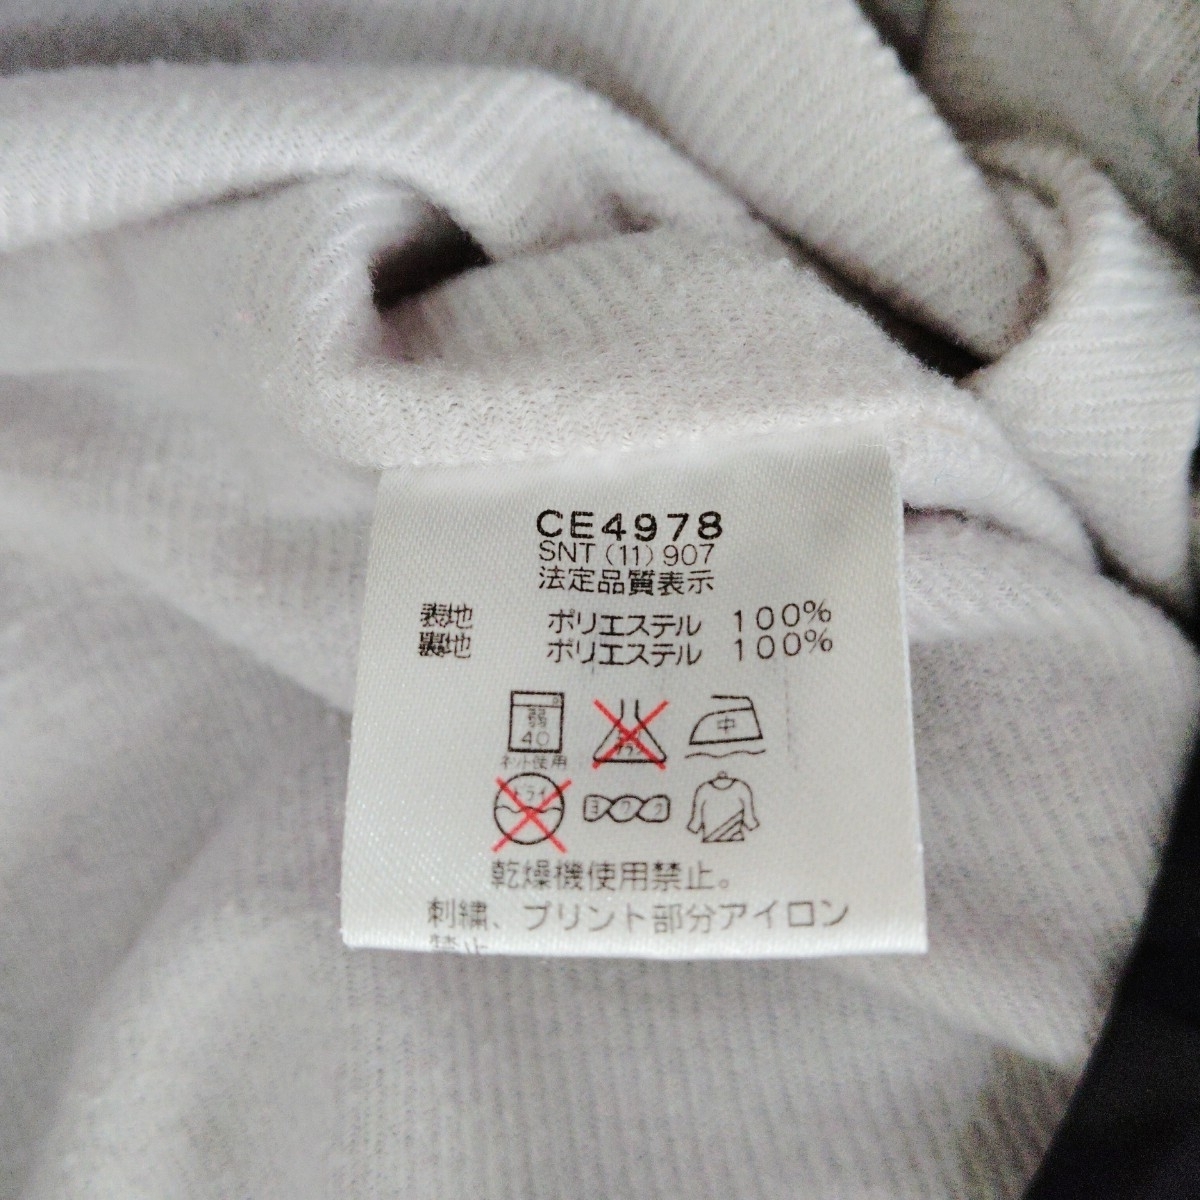 CE4978
SNT (11) 907
法定品質表示
表地 ポリエステル 100%
裏地 ポリエステル 100%
弱
40
ネット使用
中
ドライ
乾燥機使用禁止。
刺繍、プリント部分アイロン
禁止